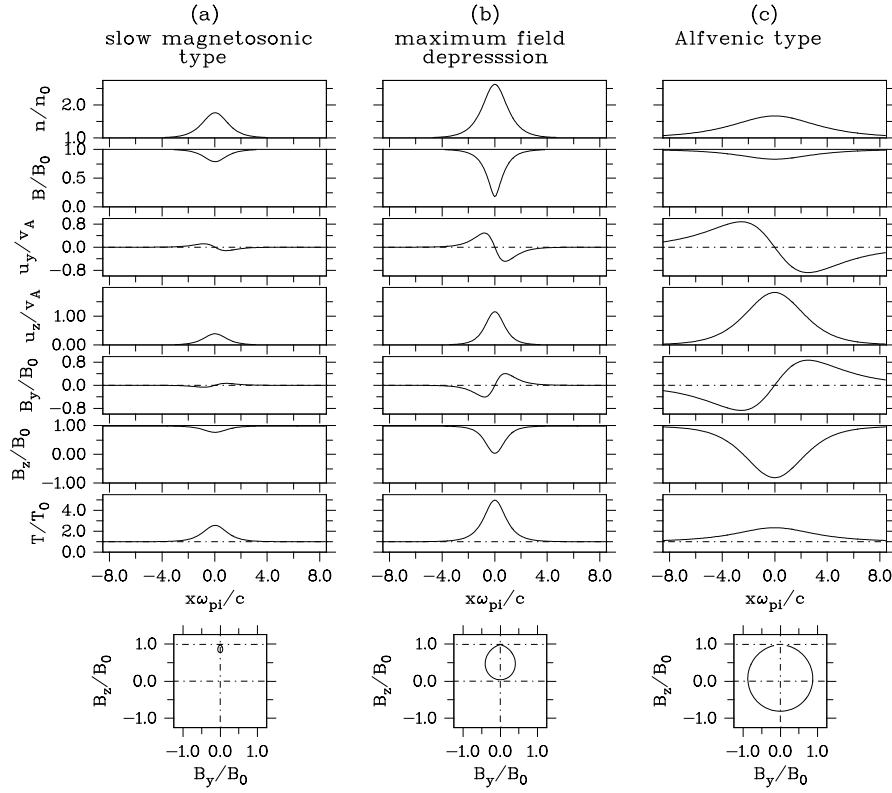 (a) (b) (c)
slow magnetosonic type
maximum field depresssion
Alfvenic type
n/n0
2.0
1.0
B/B0
1.0
0.5
0.0
uy/vA
0.8
0.0
−0.8
uz/vA
1.00
0.00
By/B0
0.8
0.0
−0.8
Bz/B0
1.00
0.00
−1.00
T/T0
4.0
2.0
0.0
−8.0 −4.0 0.0 4.0 8.0 −8.0 −4.0 0.0 4.0 8.0 −8.0 −4.0 0.0 4.0 8.0
xωpi/c xωpi/c xωpi/c
Bz/B0
1.0
0.0
−1.0
−1.0 0.0 1.0
By/B0
Bz/B0
1.0
0.0
−1.0
−1.0 0.0 1.0
By/B0
Bz/B0
1.0
0.0
−1.0
−1.0 0.0 1.0
By/B0